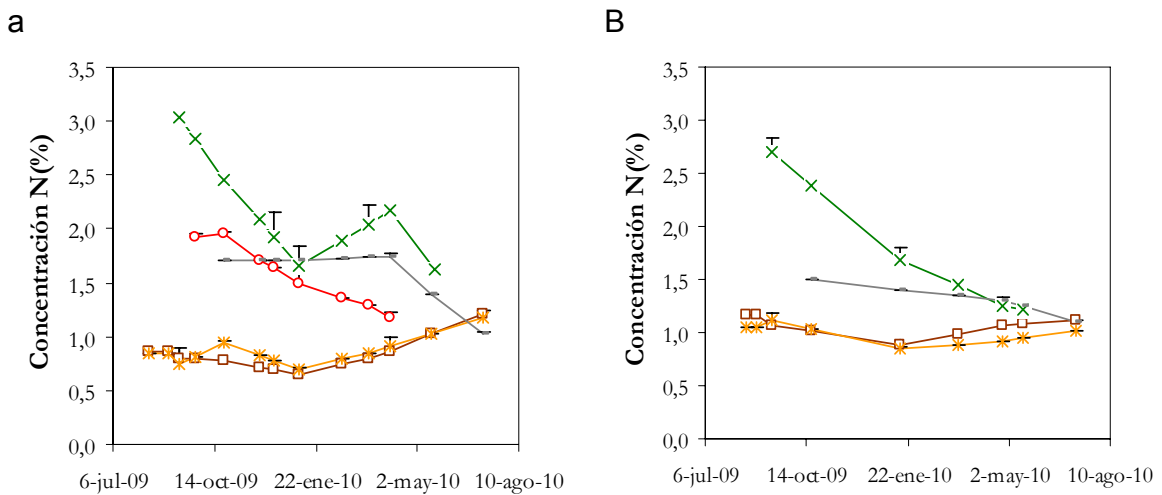 a
B
3,5
3,0
2,5
2,0
1,5
1,0
0,5
0,0
Concentración N(%)
6-jul-09 14-oct-09 22-ene-10 2-may-10 10-ago-10
3,5
3,0
2,5
2,0
1,5
1,0
0,5
0,0
Concentración N(%)
6-jul-09 14-oct-09 22-ene-10 2-may-10 10-ago-10